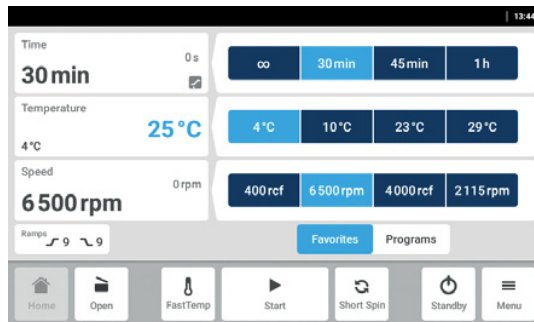 13:44
Time
0 s
30 min
∞ 30 min 45 min 1 h
Temperature
25 °C
4 °C
4 °C 10 °C 23 °C 29 °C
Speed
0 rpm
6 500 rpm
400 rcf 6 500 rpm 4 000 rcf 2 115 rpm
Ramps 9 9
Favorites Programs
Home Open FastTemp Start Short Spin Standby Menu